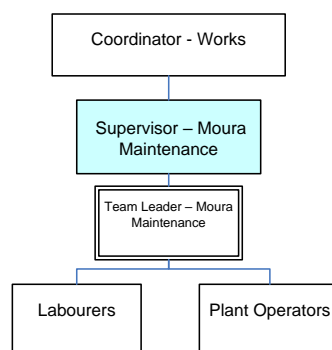 Coordinator - Works
Supervisor – Moura
Maintenance
Team Leader – Moura
Maintenance
Labourers
Plant Operators